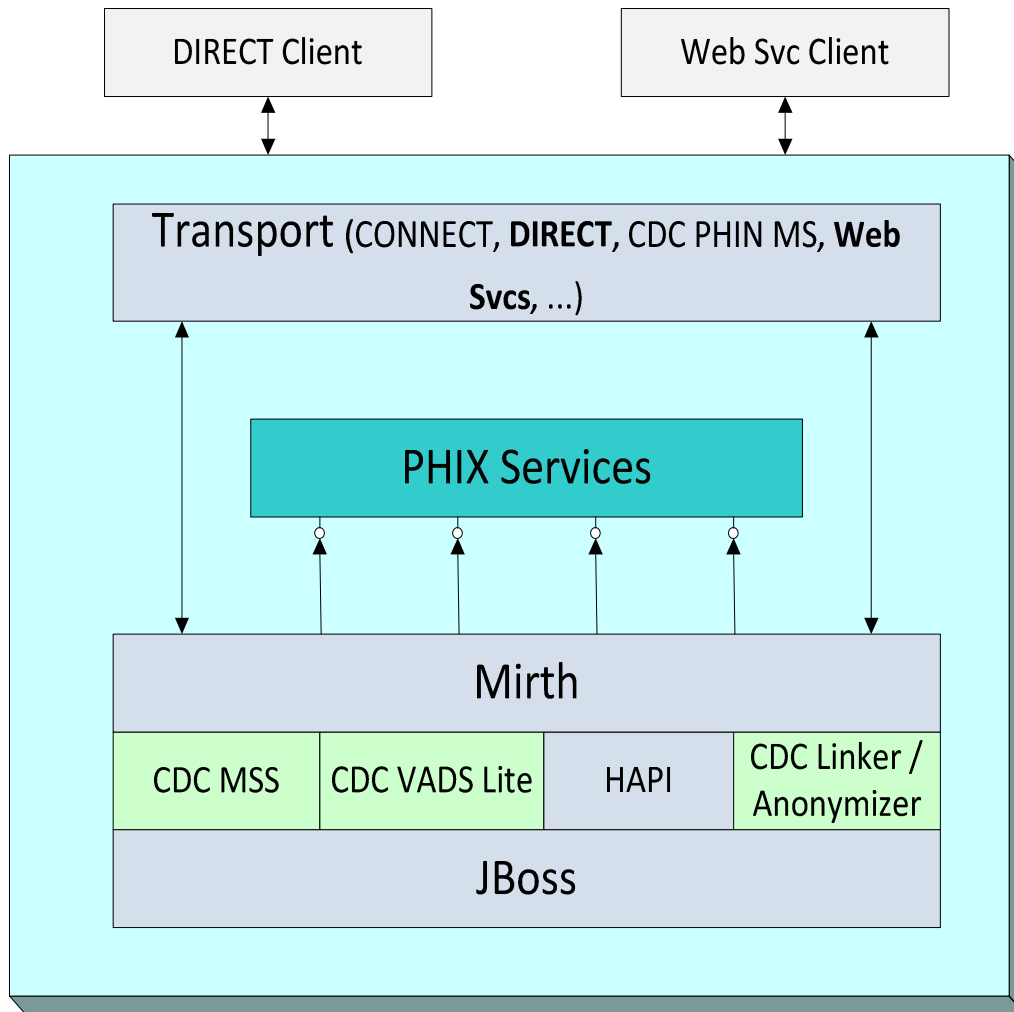 DIRECT Client
Web Svc Client
Transport (CONNECT, DIRECT, CDC PHIN MS, Web
Svcs, ...)
PHIX Services
Mirth
CDC MSS
CDC VADS Lite
HAPI
CDC Linker /
Anonymizer
JBoss